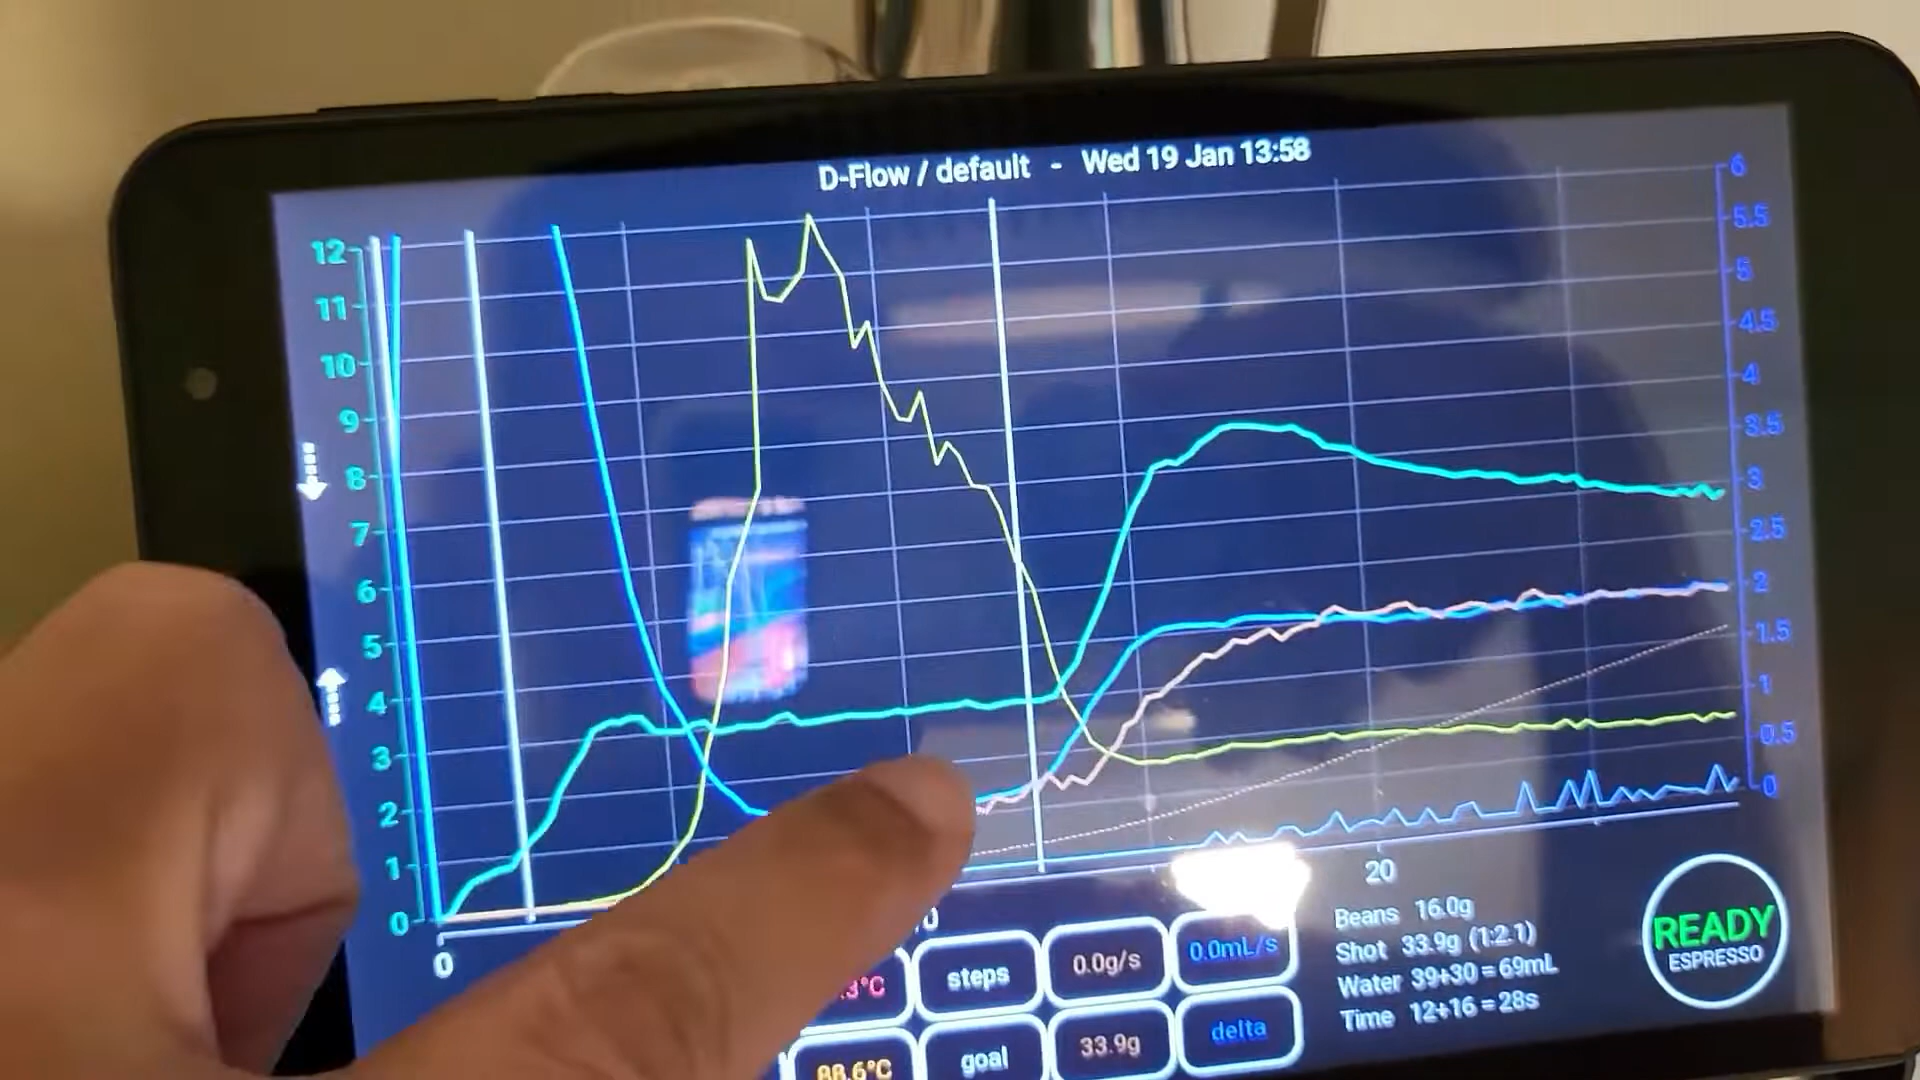 D-Flow / default - Wed 19 Jan 13:58
12
11
10
9
8
7
6
5
4
3
2
1
0
6
5.5
5
4.5
4
3.5
3
2.5
2
1.5
1
0.5
0
0
20
steps
0.0g/s
0.0mL/s
88.6°C
goal
33.9g
delta
Beans 16.0g
Shot 33.9g (1:2.1)
Water 39+30=69mL
Time 12+16=28s
READY
ESPRESSO